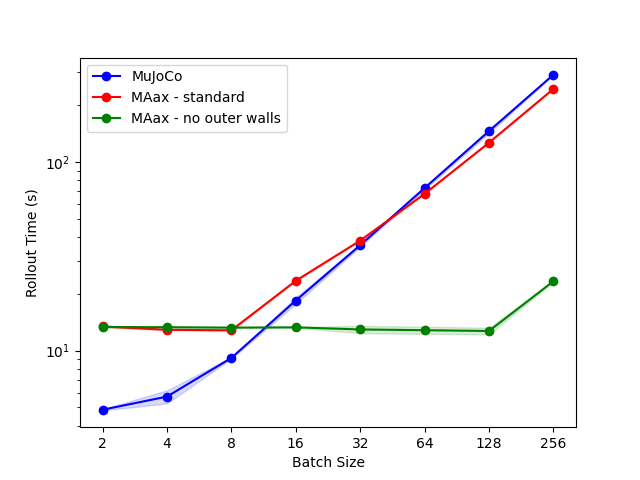 MuJoCo
MAax - standard
MAax - no outer walls
Rollout Time (s)
10²
10¹
2 4 8 16 32 64 128 256
Batch Size